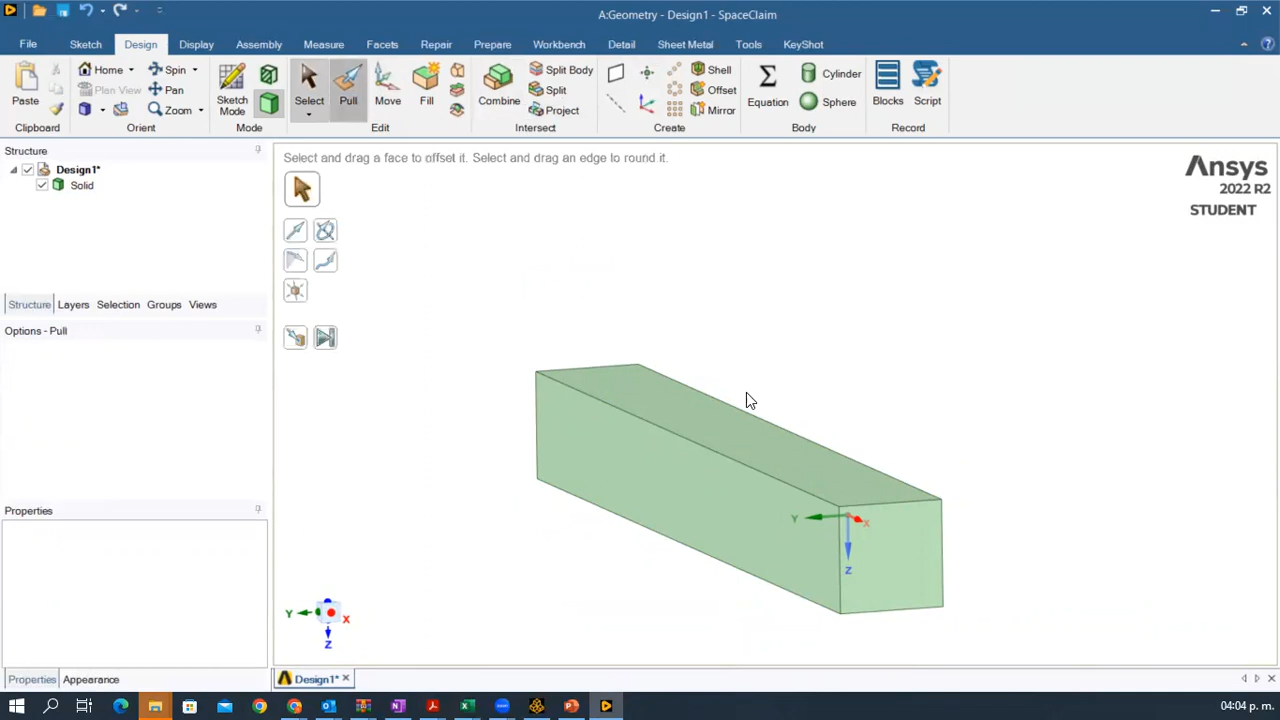 A:Geometry - Design1 - SpaceClaim
File Sketch Design Display Assembly Measure Facets Repair Prepare Workbench Detail Sheet Metal Tools KeyShot
Paste
Home
Plan View
Spin
Pan
Zoom
Sketch
Mode
Select
Pull
Move
Fill
Combine
Split Body
Split
Project
Shell
Offset
Mirror
Equation
Cylinder
Sphere
Blocks
Script
Clipboard Orient Mode Edit Intersect Create Body Record
Structure
Design1*
Solid
Structure Layers Selection Groups Views
Options - Pull
Properties
Properties Appearance
Select and drag a face to offset it. Select and drag an edge to round it.
Ansys
2022 R2
STUDENT
Y
X
Z
Y
X
Z
Design1*
04:04 p. m.